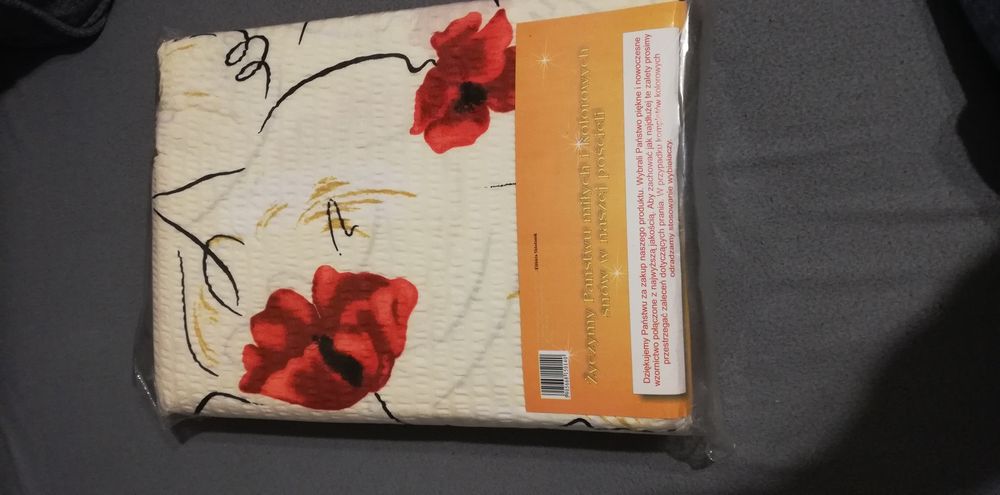 Życzymy Państwu miłych i kolorowych
snów w naszej pościeli
Dziękujemy Państwu za zakup naszego produktu. Wybrali Państwo piękne i nowoczesne
wzornictwo połączone z najwyższą jakością. Aby zachować jak najdłużej te zalety prosimy
przestrzegać zaleceń dotyczących prania. W przypadku kompletów kolorowych
odradzamy stosowanie wybielaczy.